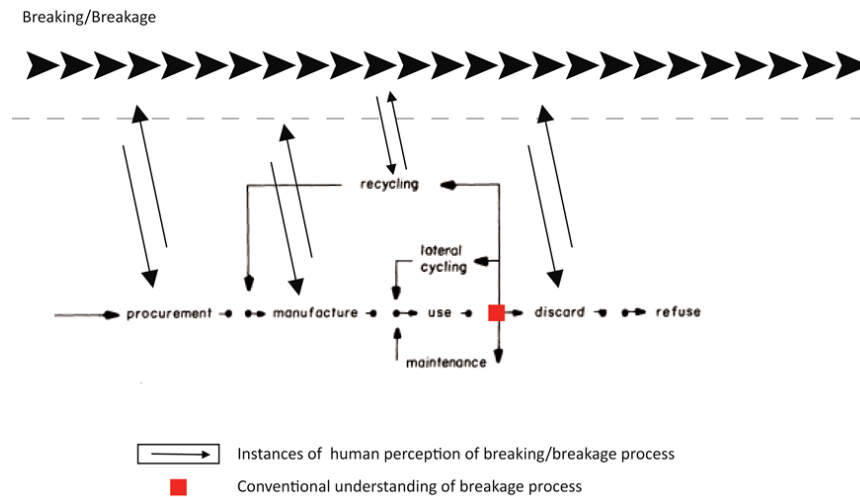 Breaking/Breakage
recycling
lateral
cycling
procurement
manufacture
use
discard
refuse
maintenance
Instances of human perception of breaking/breakage process
Conventional understanding of breakage process